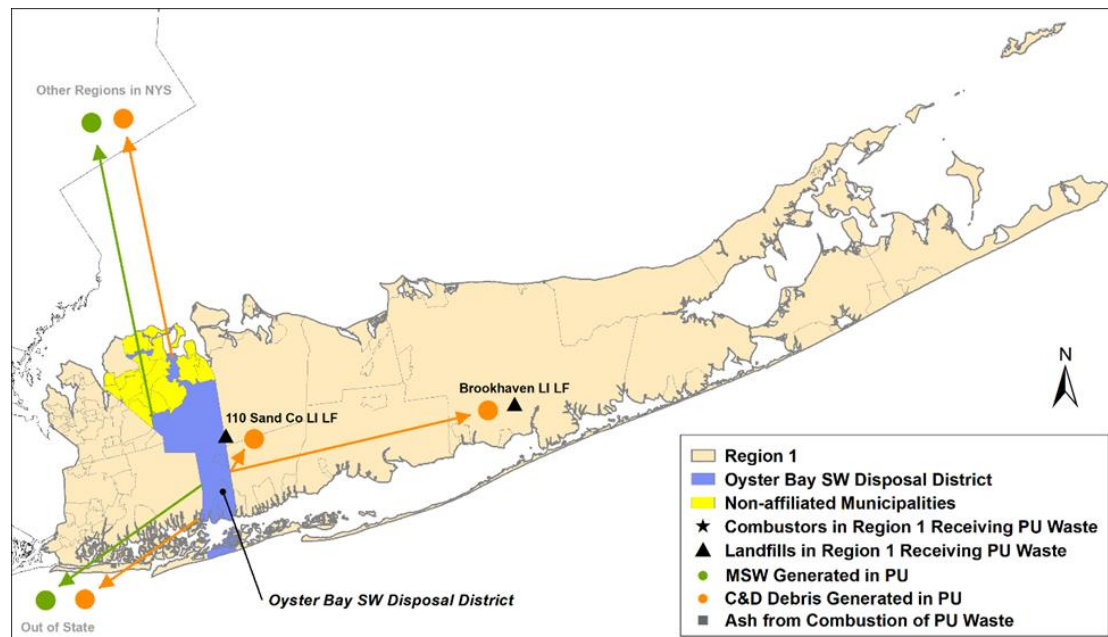 Other Regions in NYS
Brookhaven LI LF
N
110 Sand Co LI LF
Oyster Bay SW Disposal District
Out of State
Region 1
Oyster Bay SW Disposal District
Non-affiliated Municipalities
Combustors in Region 1 Receiving PU Waste
Landfills in Region 1 Receiving PU Waste
MSW Generated in PU
C&D Debris Generated in PU
Ash from Combustion of PU Waste